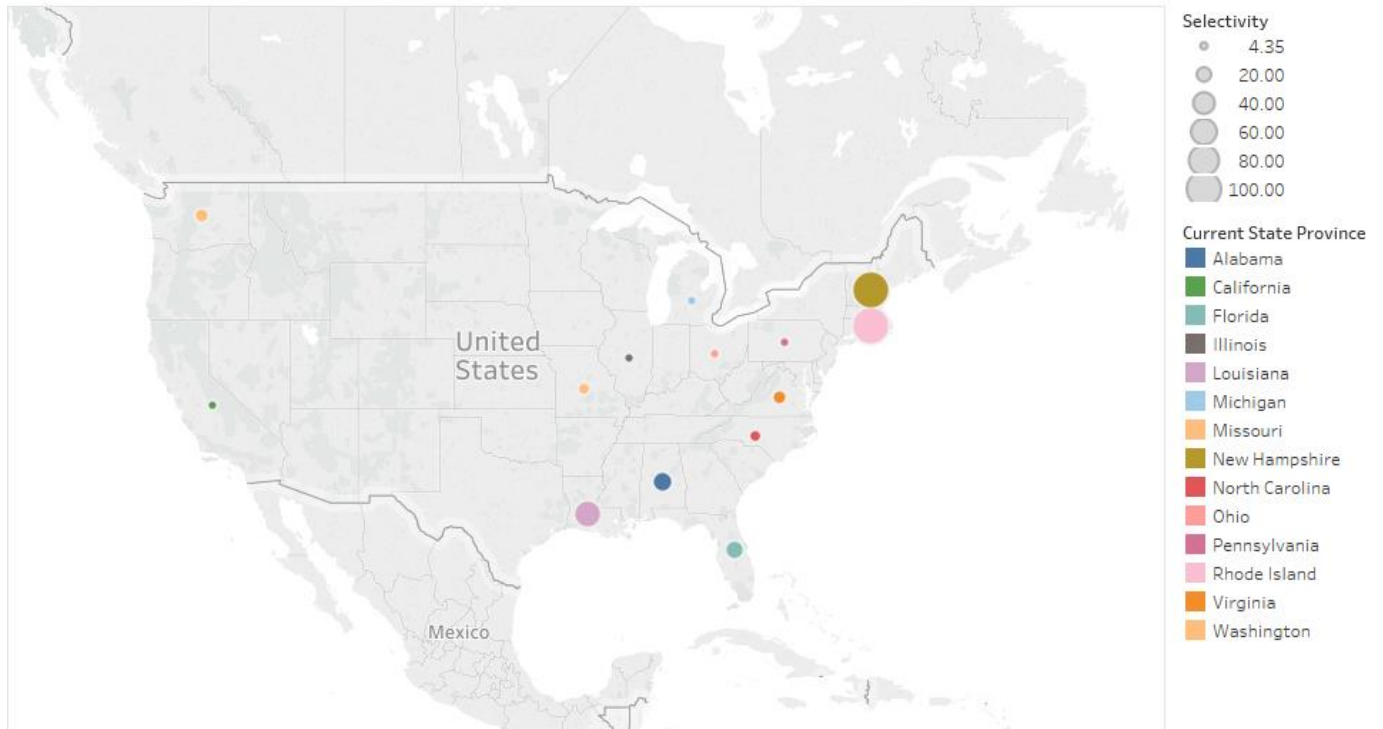 United
States
Mexico
Selectivity
4.35
20.00
40.00
60.00
80.00
100.00
Current State Province
Alabama
California
Florida
Illinois
Louisiana
Michigan
Missouri
New Hampshire
North Carolina
Ohio
Pennsylvania
Rhode Island
Virginia
Washington